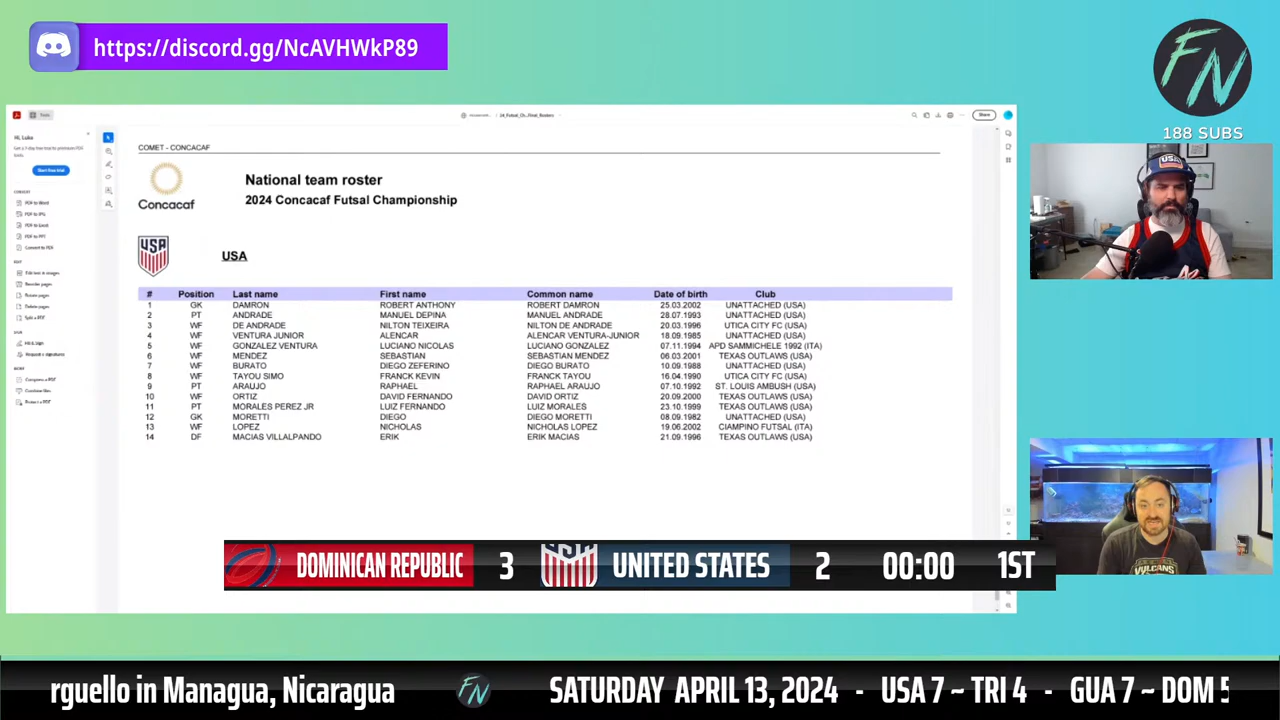 https://discord.gg/NcAVHWkP89
FN
188 SUBS
Share
Hi, Luka
Start free trial
COMET - CONCACAF
Concacaf
National team roster
2024 Concacaf Futsal Championship
USA
USA
# Position Last name First name Common name Date of birth Club
1 GK DAMRON ROBERT ANTHONY ROBERT DAMRON 25.03.2002 UNATTACHED (USA)
2 PT ANDRADE MANUEL DEPINA MANUEL ANDRADE 28.07.1993 UNATTACHED (USA)
3 WF DE ANDRADE NILTON TEIXEIRA NILTON DE ANDRADE 20.03.1996 UTICA CITY FC (USA)
4 WF VENTURA JUNIOR ALENCAR ALENCAR VENTURA-JUNIOR 18.09.1985 UNATTACHED (USA)
5 WF GONZALEZ VENTURA LUCIANO NICOLAS LUCIANO GONZALEZ 07.11.1994 APD SAMMICHELE 1992 (ITA)
6 WF MENDEZ SEBASTIAN SEBASTIAN MENDEZ 06.03.2001 TEXAS OUTLAWS (USA)
7 WF BURATO DIEGO ZEFERINO DIEGO BURATO 10.09.1988 UNATTACHED (USA)
8 WF TAYOU SIMO FRANCK KEVIN FRANCK TAYOU 16.04.1990 UTICA CITY FC (USA)
9 PT ARAUJO RAPHAEL RAPHAEL ARAUJO 07.10.1992 ST. LOUIS AMBUSH (USA)
10 WF ORTIZ DAVID FERNANDO DAVID ORTIZ 20.09.2000 TEXAS OUTLAWS (USA)
11 PT MORALES PEREZ JR LUIZ FERNANDO LUIZ MORALES 23.10.1999 TEXAS OUTLAWS (USA)
12 GK MORETTI DIEGO DIEGO MORETTI 08.09.1982 UNATTACHED (USA)
13 WF LOPEZ NICHOLAS NICHOLAS LOPEZ 19.06.2002 CIAMPINO FUTSAL (ITA)
14 DF MACIAS VILLALPANDO ERIK ERIK MACIAS 21.09.1996 TEXAS OUTLAWS (USA)
USA
VULCANS
DOMINICAN REPUBLIC 3 UNITED STATES 2 00:00 1ST
rguello in Managua, Nicaragua FN SATURDAY APRIL 13, 2024 - USA 7 ~ TRI 4 - GUA 7 ~ DOM 5